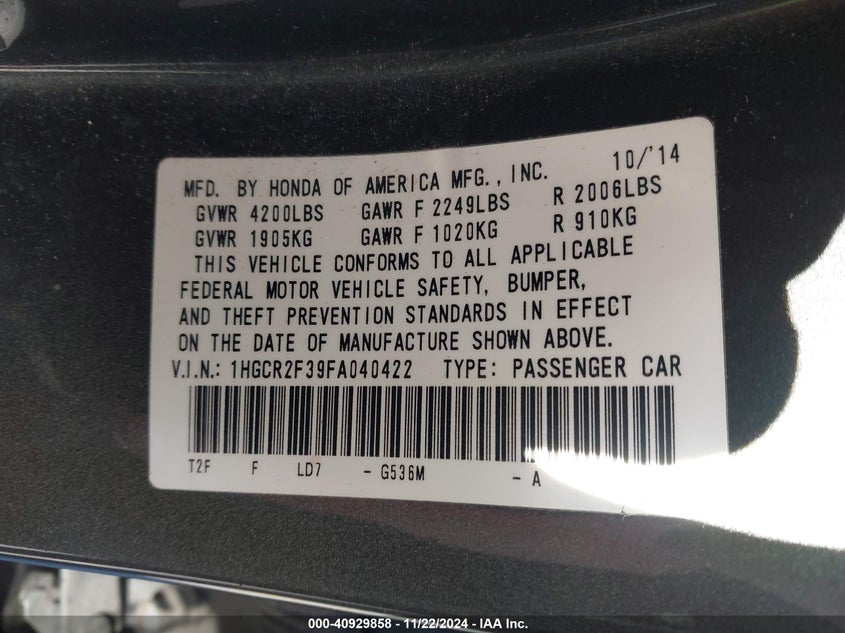 MFD. BY HONDA OF AMERICA MFG., INC. 10/'14
GVWR 4200LBS GAWR F 2249LBS R 2006LBS
GVWR 1905KG GAWR F 1020KG R 910KG
THIS VEHICLE CONFORMS TO ALL APPLICABLE
FEDERAL MOTOR VEHICLE SAFETY, BUMPER,
AND THEFT PREVENTION STANDARDS IN EFFECT
ON THE DATE OF MANUFACTURE SHOWN ABOVE.
V.I.N.: 1HGCR2F39FA040422 TYPE: PASSENGER CAR
T2F F LD7 - G536M - A
000-40929858 - 11/22/2024 - IAA Inc.